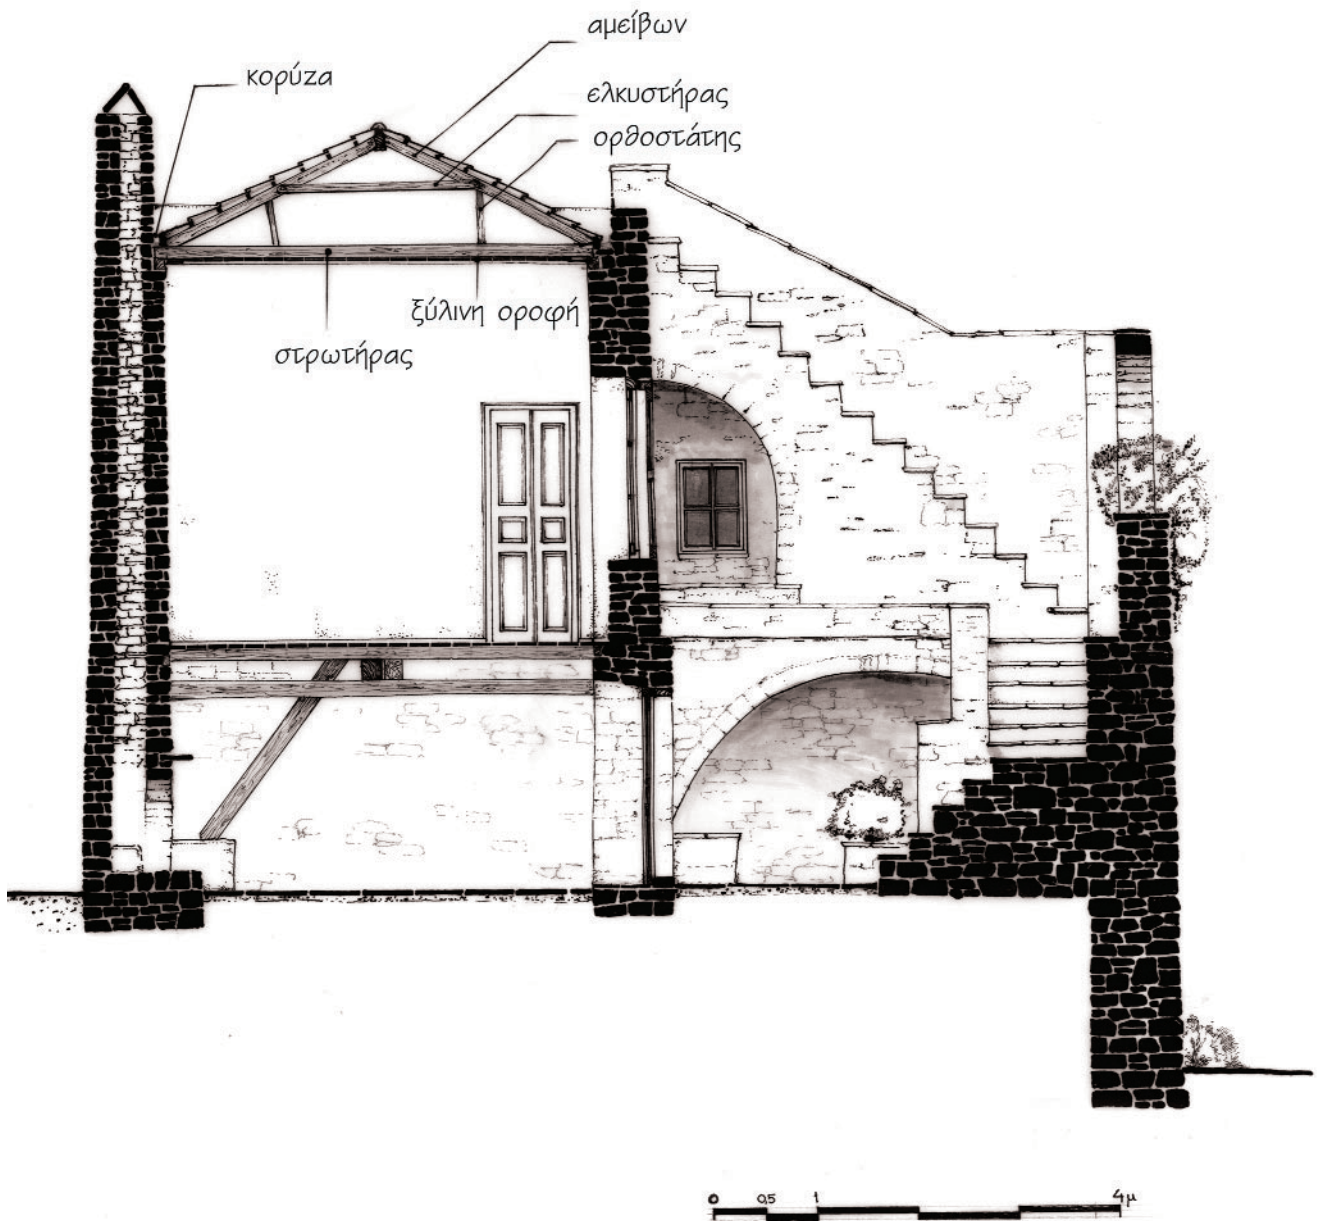 αμείβων
κορύζα
ελκυστήρας
ορθοστάτης
ξύλινη οροφή
στρωτήρας
0 0.5 1 4μ